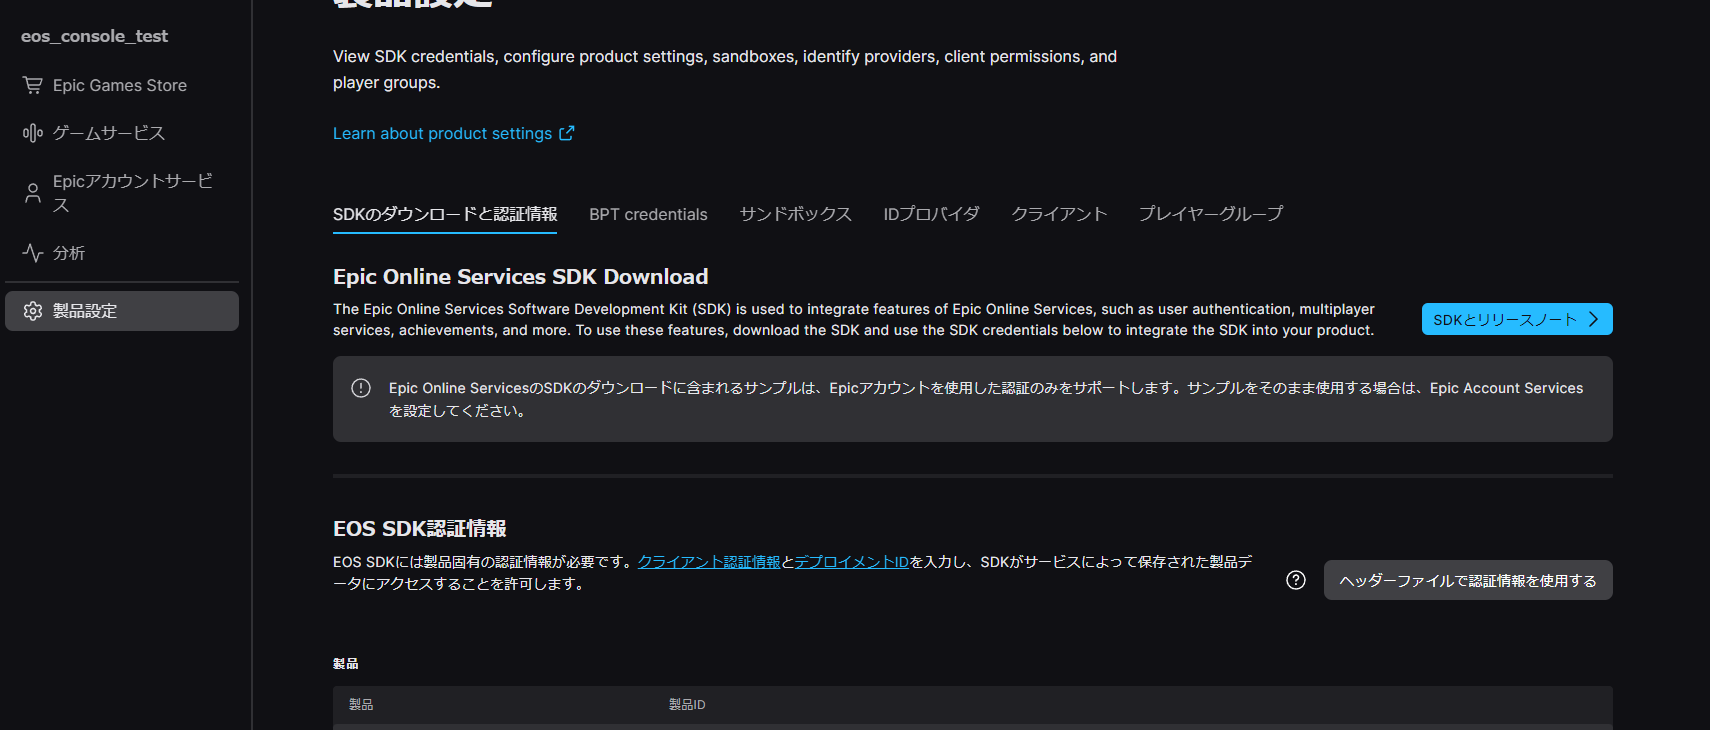 製品設定
eos_console_test
Epic Games Store
ゲームサービス
Epicアカウントサービ
ス
分析
製品設定
View SDK credentials, configure product settings, sandboxes, identify providers, client permissions, and
player groups.
Learn about product settings
SDKのダウンロードと認証情報
BPT credentials
サンドボックス
IDプロバイダ
クライアント
プレイヤーグループ
Epic Online Services SDK Download
The Epic Online Services Software Development Kit (SDK) is used to integrate features of Epic Online Services, such as user authentication, multiplayer
services, achievements, and more. To use these features, download the SDK and use the SDK credentials below to integrate the SDK into your product.
SDKとリリースノート
Epic Online ServicesのSDKのダウンロードに含まれるサンプルは、Epicアカウントを使用した認証のみをサポートします。サンプルをそのまま使用する場合は、Epic Account Services
を設定してください。
EOS SDK認証情報
EOS SDKには製品固有の認証情報が必要です。クライアント認証情報とデプロイメントIDを入力し、SDKがサービスによって保存された製品デ
ータにアクセスすることを許可します。
ヘッダーファイルで認証情報を使用する
製品
製品
製品ID